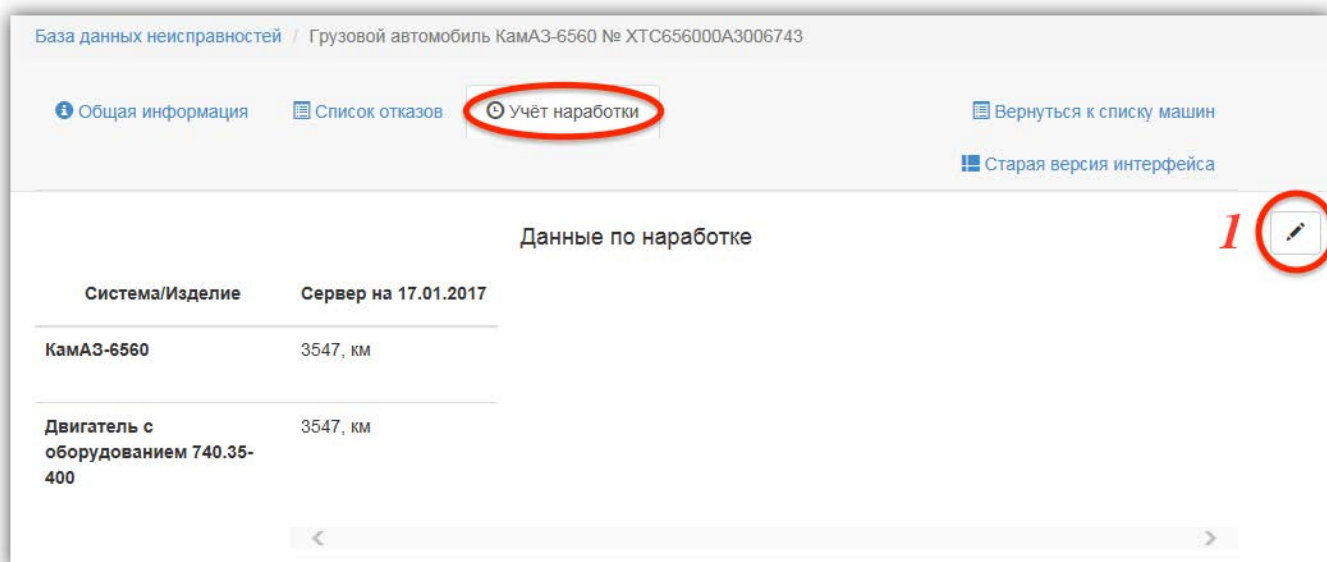 База данных неисправностей / Грузовой автомобиль КамАЗ-6560 № XTC656000A3006743
Общая информация Список отказов Учёт наработки Вернуться к списку машин
Старая версия интерфейса
Данные по наработке 1
Система/Изделие Сервер на 17.01.2017
КамАЗ-6560 3547, км
Двигатель с 3547, км
оборудованием 740.35-
400